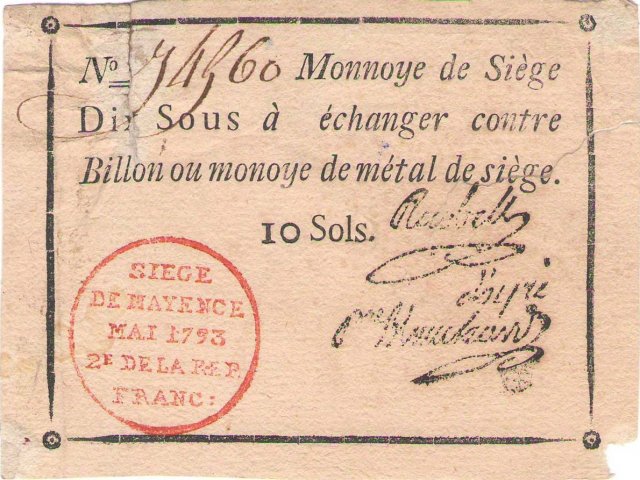 No 74560 Monnoye de Siège
Dix Sous à échanger contre
Billon ou monoye de métal de siège.
10 Sols.
Reubell
SIEGE
DE MAYENCE
MAI 1793
2E DE LA REP.
FRANC: